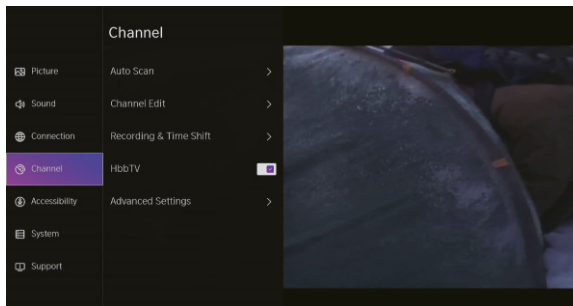 Channel
Picture
Auto Scan
Sound
Channel Edit
Connection
Recording & Time Shift
Channel
HbbTV
Accessibility
Advanced Settings
System
Support